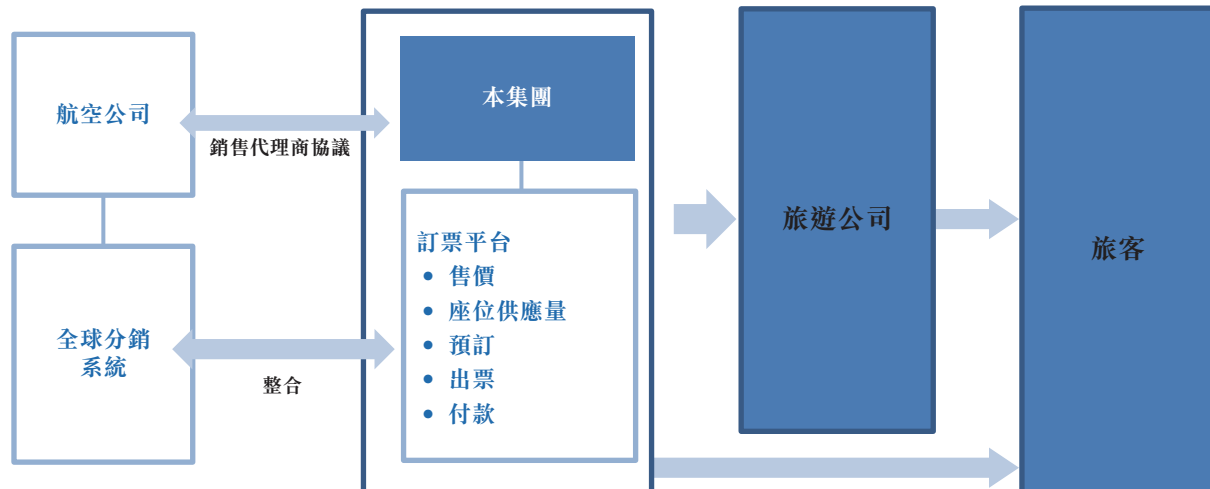 航空公司
銷售代理商協議
本集團
全球分銷
系統
整合
訂票平台
• 售價
• 座位供應量
• 預訂
• 出票
• 付款
旅遊公司
旅客